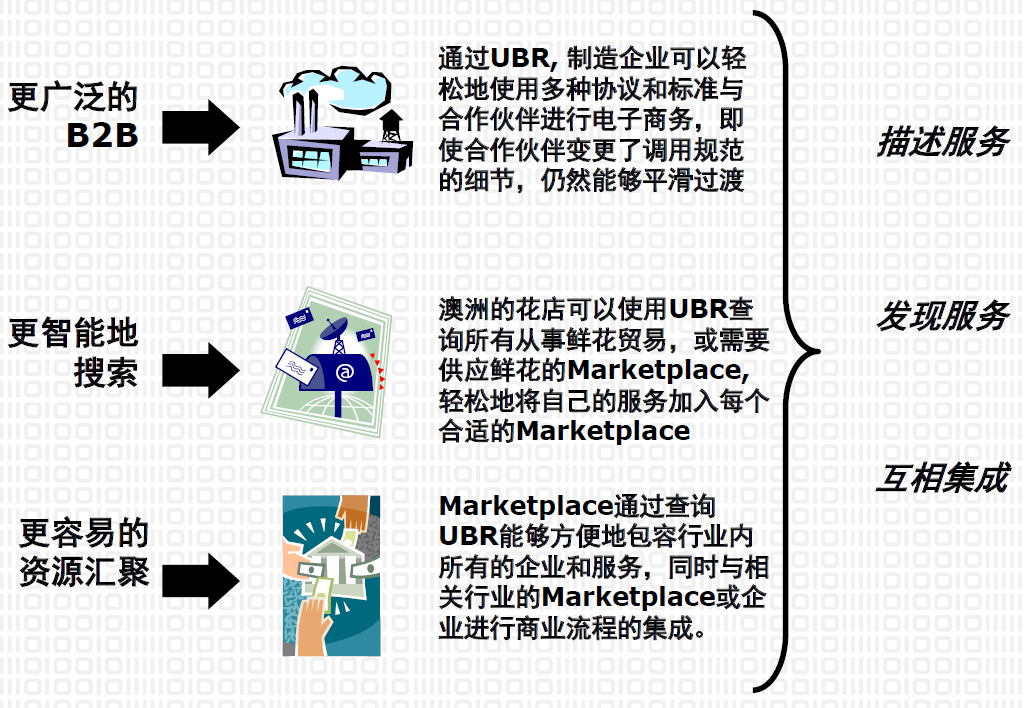 更广泛的
B2B
通过UBR, 制造企业可以轻
松地使用多种协议和标准与
合作伙伴进行电子商务，即
使合作伙伴变更了调用规范
的细节，仍然能够平滑过渡
描述服务
更智能地
搜索
@
澳洲的花店可以使用UBR查
询所有从事鲜花贸易，或需要
供应鲜花的Marketplace,
轻松地将自己的服务加入每个
合适的Marketplace
发现服务
更容易的
资源汇聚
Marketplace通过查询
UBR能够方便地包容行业内
所有的企业和服务，同时与相
关行业的Marketplace或企
业进行商业流程的集成。
互相集成